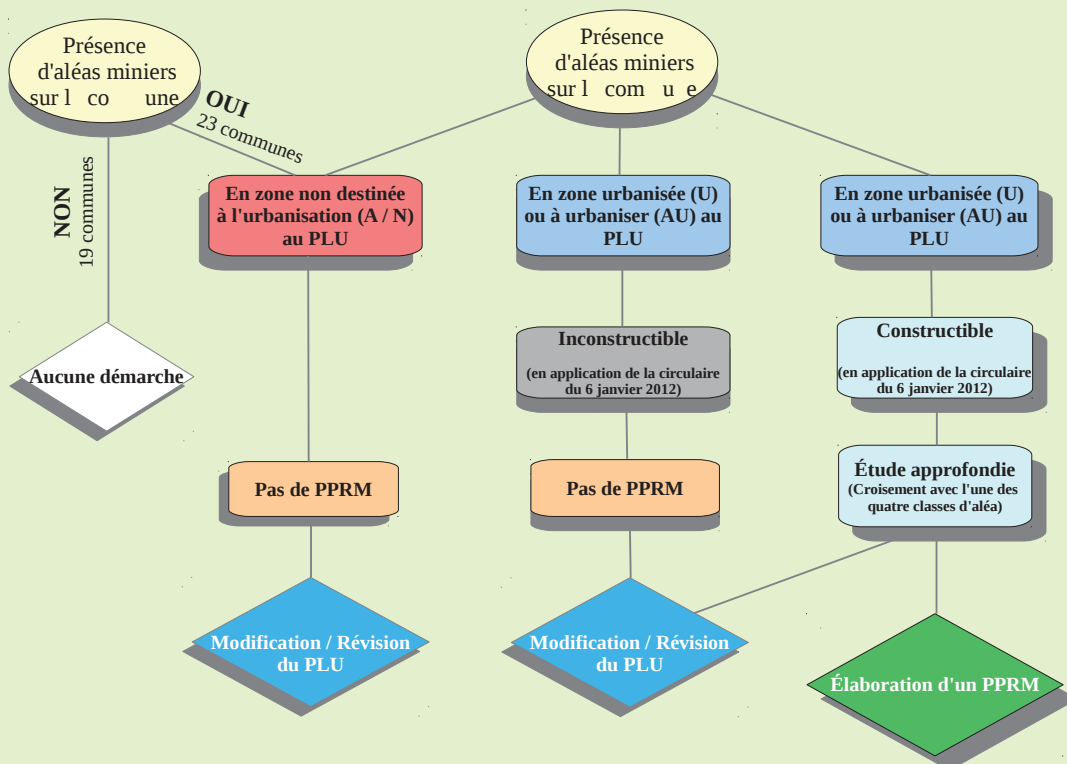 Présence
d'aléas miniers
sur l co une
Présence
d'aléas miniers
sur l com u e
OUI
23 communes
NON
19 communes
En zone non destinée
à l'urbanisation (A / N)
au PLU
En zone urbanisée (U)
ou à urbaniser (AU) au
PLU
En zone urbanisée (U)
ou à urbaniser (AU) au
PLU
Aucune démarche
Inconstructible
(en application de la circulaire
du 6 janvier 2012)
Constructible
(en application de la circulaire
du 6 janvier 2012)
Pas de PPRM
Pas de PPRM
Étude approfondie
(Croisement avec l'une des
quatre classes d'aléa)
Modification / Révision
du PLU
Modification / Révision
du PLU
Élaboration d'un PPRM